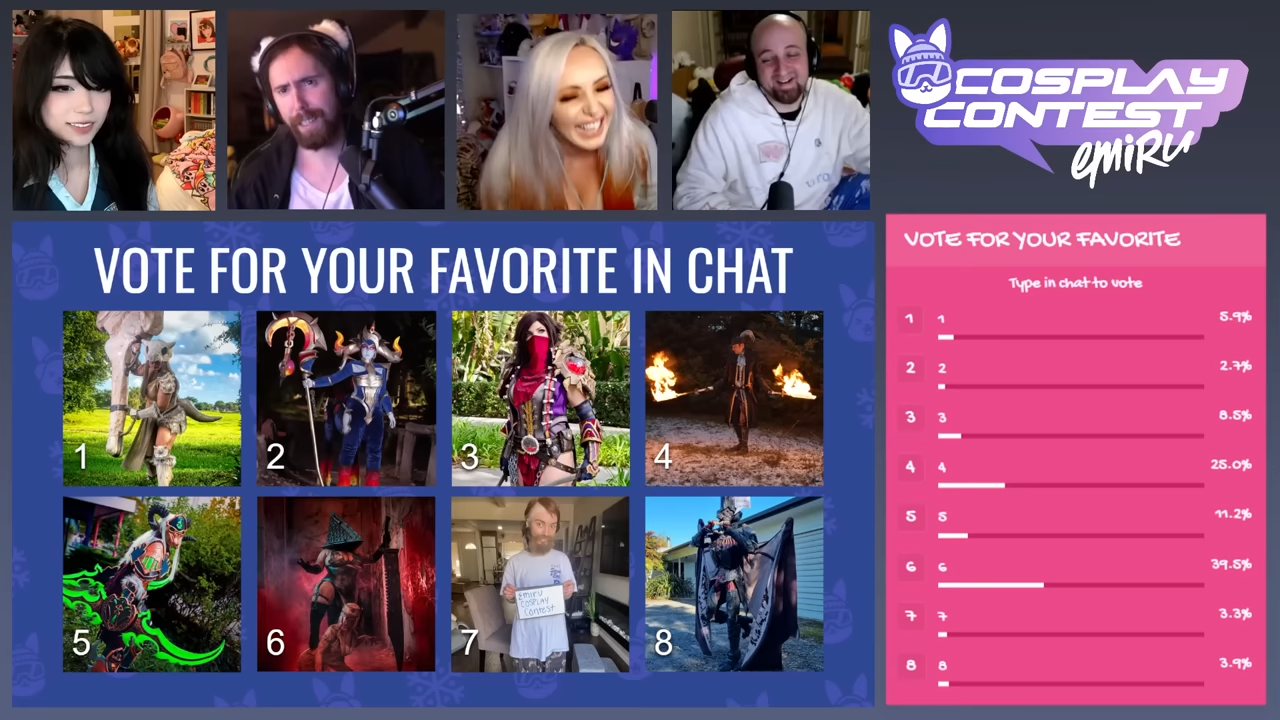 COSPLAY
CONTEST
emiru
VOTE FOR YOUR FAVORITE IN CHAT
1
2
3
4
5
6
7
8
EMIRU
COSPLAY
CONTEST
VOTE FOR YOUR FAVORITE
Type in chat to vote
1 1 5.9%
2 2 2.7%
3 3 8.5%
4 4 25.0%
5 5 11.2%
6 6 39.5%
7 7 3.3%
8 8 3.9%